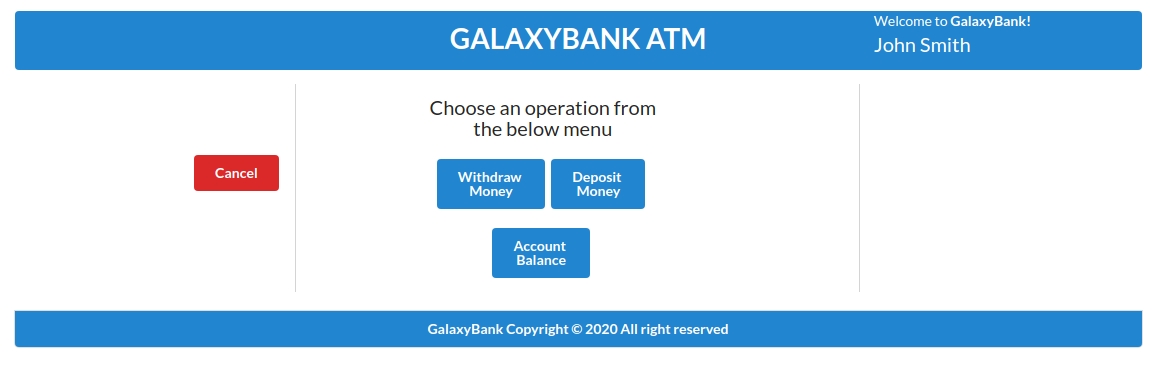 GALAXYBANK ATM
Welcome to GalaxyBank!
John Smith
Choose an operation from
the below menu
Cancel
Withdraw
Money
Deposit
Money
Account
Balance
GalaxyBank Copyright © 2020 All right reserved